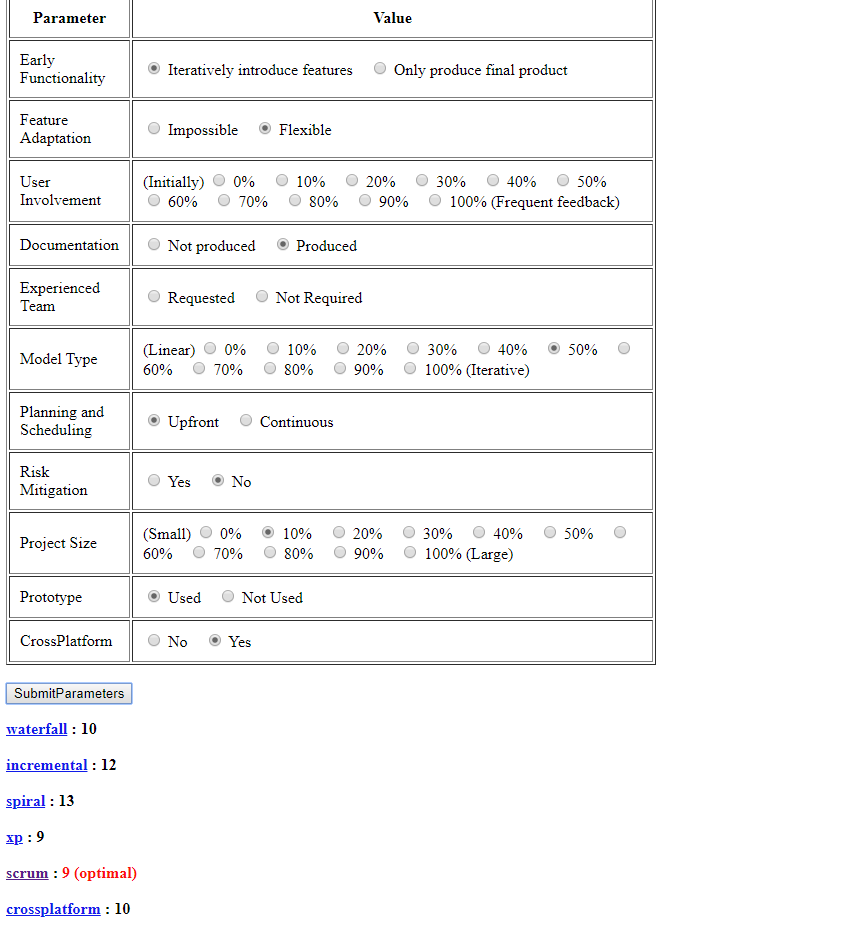 Parameter Value
Early Functionality
Iteratively introduce features Only produce final product
Feature Adaptation
Impossible Flexible
User Involvement
(Initially) 0% 10% 20% 30% 40% 50%
60% 70% 80% 90% 100% (Frequent feedback)
Documentation
Not produced Produced
Experienced Team
Requested Not Required
Model Type
(Linear) 0% 10% 20% 30% 40% 50%
60% 70% 80% 90% 100% (Iterative)
Planning and Scheduling
Upfront Continuous
Risk Mitigation
Yes No
Project Size
(Small) 0% 10% 20% 30% 40% 50%
60% 70% 80% 90% 100% (Large)
Prototype
Used Not Used
CrossPlatform
No Yes
SubmitParameters
waterfall : 10
incremental : 12
spiral : 13
xp : 9
scrum : 9 (optimal)
crossplatform : 10